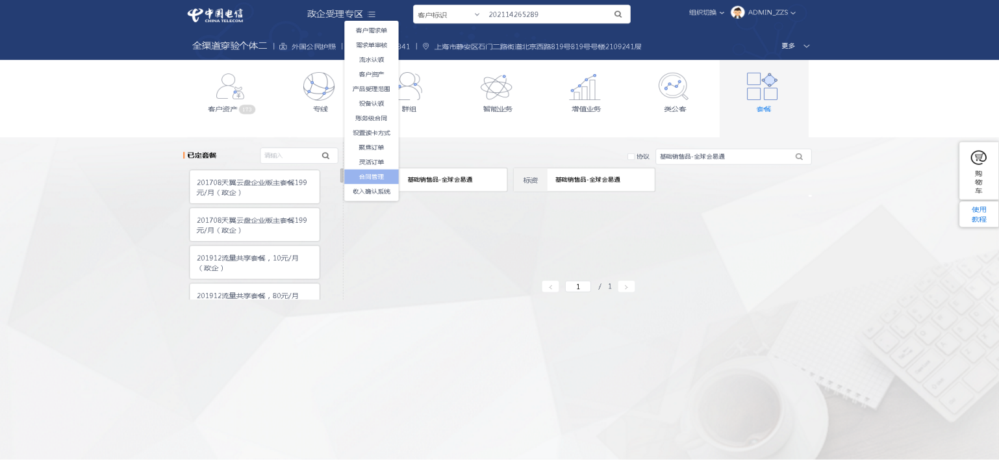 中国电信
CHINA TELECOM
政企受理专区
客户标识
202114265289
组织切换
ADMIN_ZZS
全渠道穿验个体二
外国公民护照
841
上海市静安区石门二路街道北京西路819号819号号楼2109241层
更多
客户需求单
需求单审核
流水认领
客户资产
产品受理范围
设备认领
账务级合同
设置读卡方式
聚焦订单
灵活订单
合同管理
收入确认系统
客户资产 173
专线
群组
智能业务
增值业务
类公客
套餐
已定套餐
请输入
协议
基础销售品-全球会易通
201708天翼云盘企业版主套餐199
元/月（政企）
201708天翼云盘企业版主套餐199
元/月（政企）
201912流量共享套餐，10元/月
（政企）
201912流量共享套餐，80元/月
基础销售品-全球会易通
标资
基础销售品-全球会易通
1 / 1
购
物
车
使用
教程